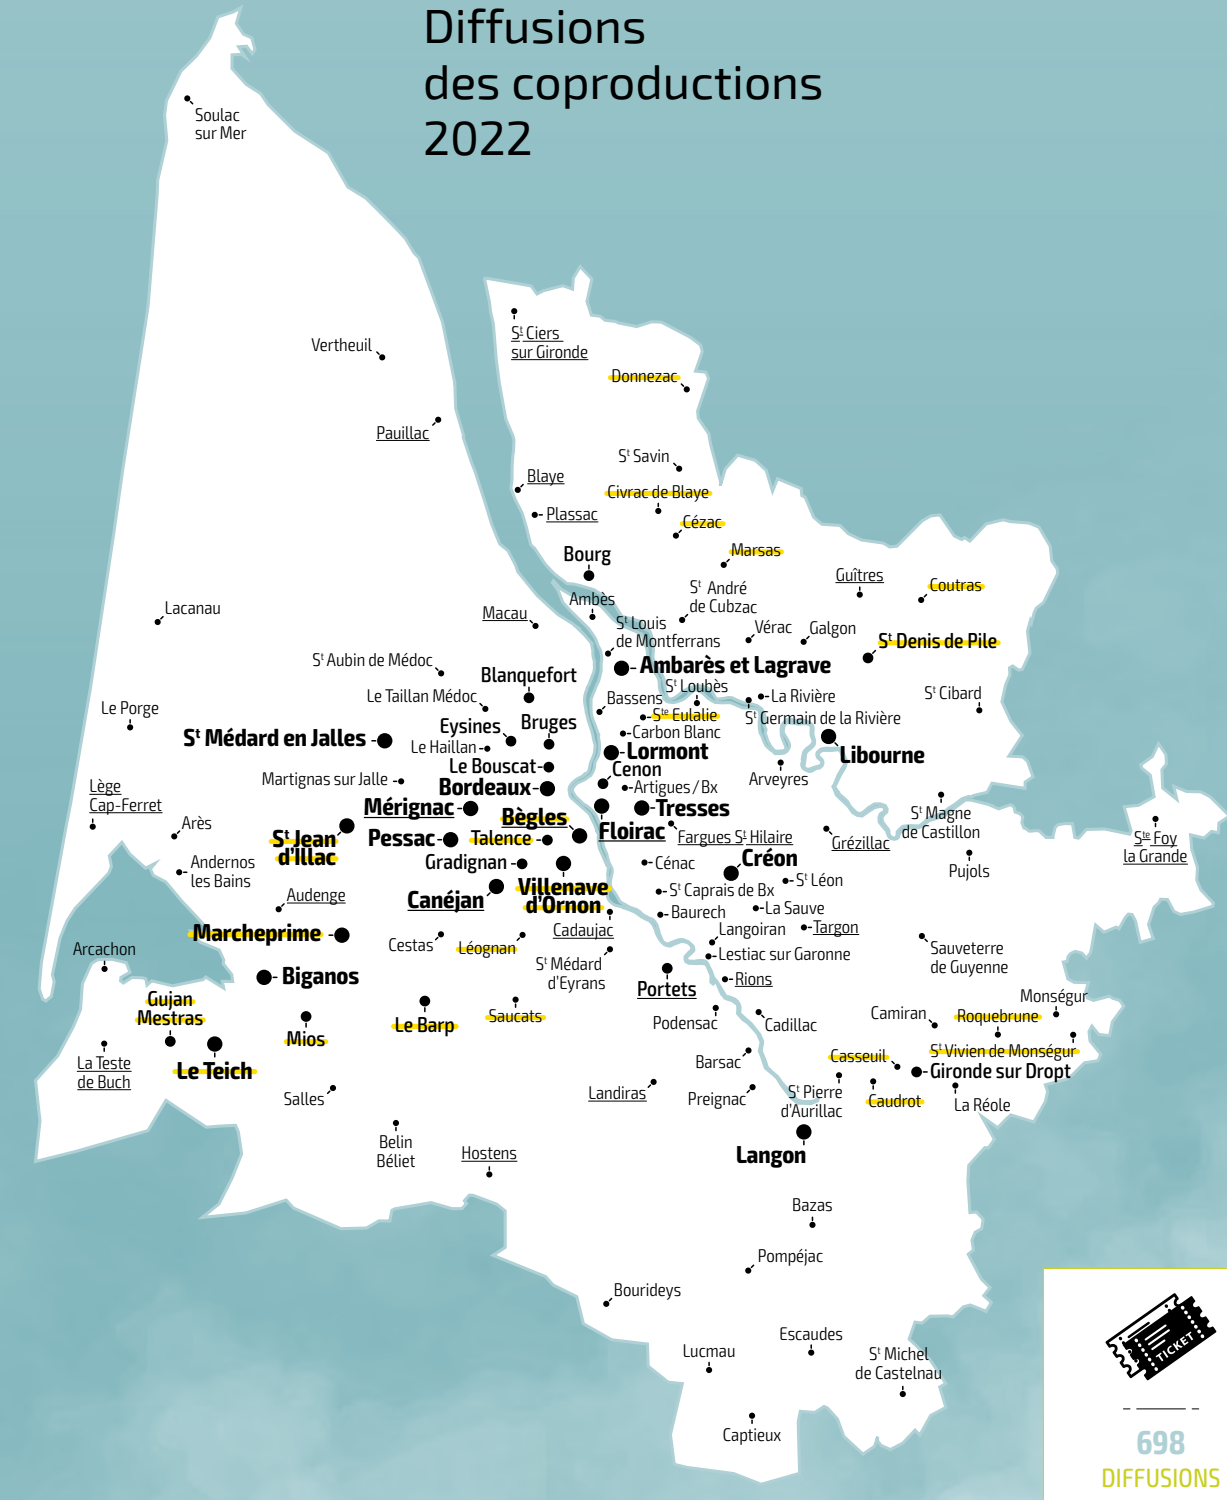 Diffusions
des coproductions
2022
Soulac
sur Mer
Vertheuil
Pauillac
St Ciers
sur Gironde
Donnezac
St Savin
Blaye
Civrac de Blaye
Plassac
Cézac
Bourg
Marsas
Guîtres
Coutras
St André
de Cubzac
Ambès
Lacanau
Macau
St Louis
de Montferrans
Vérac
Galgon
St Denis de Pile
St Aubin de Médoc
Blanquefort
Ambarès et Lagrave
St Loubès
Le Taillan Médoc
Bassens
La Rivière
St Cibard
Le Porge
Eysines
Bruges
Ste Eulalie
St Germain de la Rivière
St Médard en Jalles
Le Haillan
Carbon Blanc
Lormont
Libourne
Le Bouscat
Cenon
Martignas sur Jalle
Bordeaux
Artigues/Bx
Arveyres
Lège
Cap-Ferret
Mérignac
Bègles
Tresses
St Magne
de Castillon
Arès
St Jean
d'Illac
Pessac
Talence
Floirac
Fargues St Hilaire
Grézillac
Ste Foy
la Grande
Andernos
les Bains
Gradignan
Cénac
Créon
Pujols
Audenge
Canéjan
Villenave
d'Ornon
St Caprais de Bx
St Léon
Baurech
La Sauve
Marcheprime
Cestas
Léognan
Cadaujac
Langoiran
Targon
Arcachon
St Médard
d'Eyrans
Lestiac sur Garonne
Sauveterre
de Guyenne
Biganos
Portets
Rions
Gujan
Mestras
Mios
Le Barp
Saucats
Podensac
Cadillac
Camiran
Roquebrune
Monségur
La Teste
de Buch
Le Teich
Barsac
Casseuil
St Vivien de Monségur
Gironde sur Dropt
Salles
Landiras
Preignac
St Pierre
d'Aurillac
Caudrot
La Réole
Belin
Béliet
Hostens
Langon
Bazas
Pompéjac
Bourideys
Escaudes
Lucmau
St Michel
de Castelnau
Captieux
TICKET
698
DIFFUSIONS